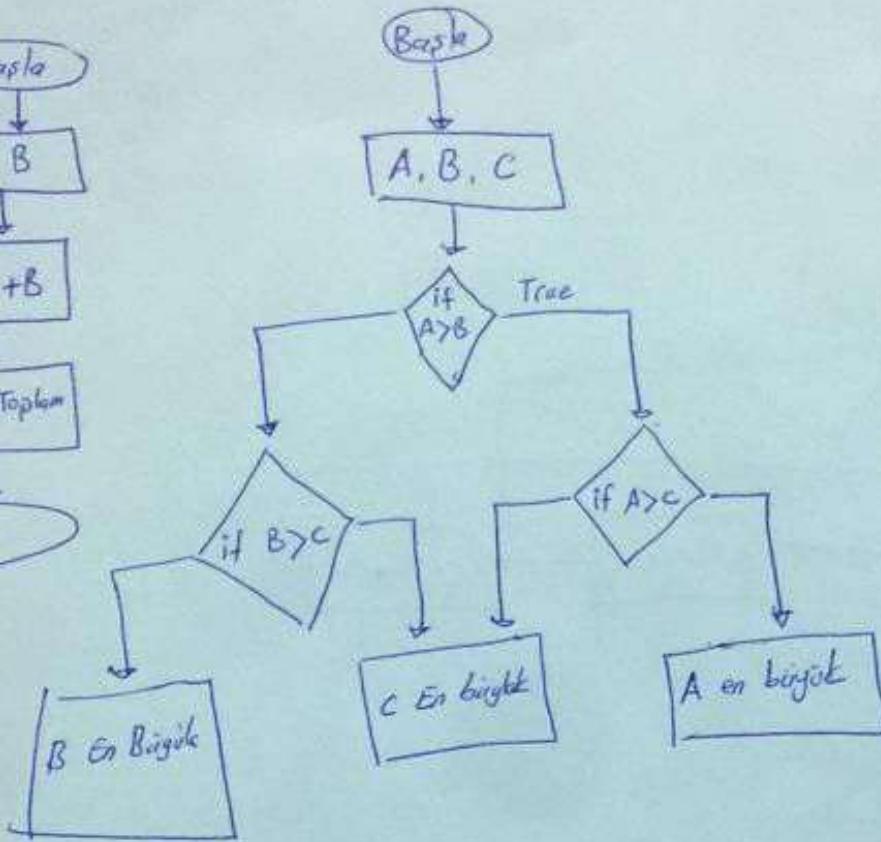 Başla
A, B, C
if
A>B
True
if B>C
if A>C
B En Büyük
C En büyük
A en büyük
B
+B
Toplam